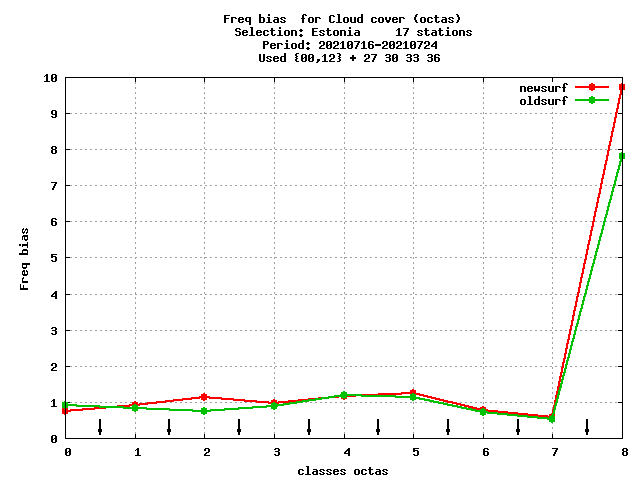 Freq bias  for Cloud cover (octas)
Selection: Estonia     17 stations
Period: 20210716-20210724
Used {00,12} + 27 30 33 36
newsurf
oldsurf
10
9
8
7
6
5
4
3
2
1
0
Freq bias
0 1 2 3 4 5 6 7 8
classes octas